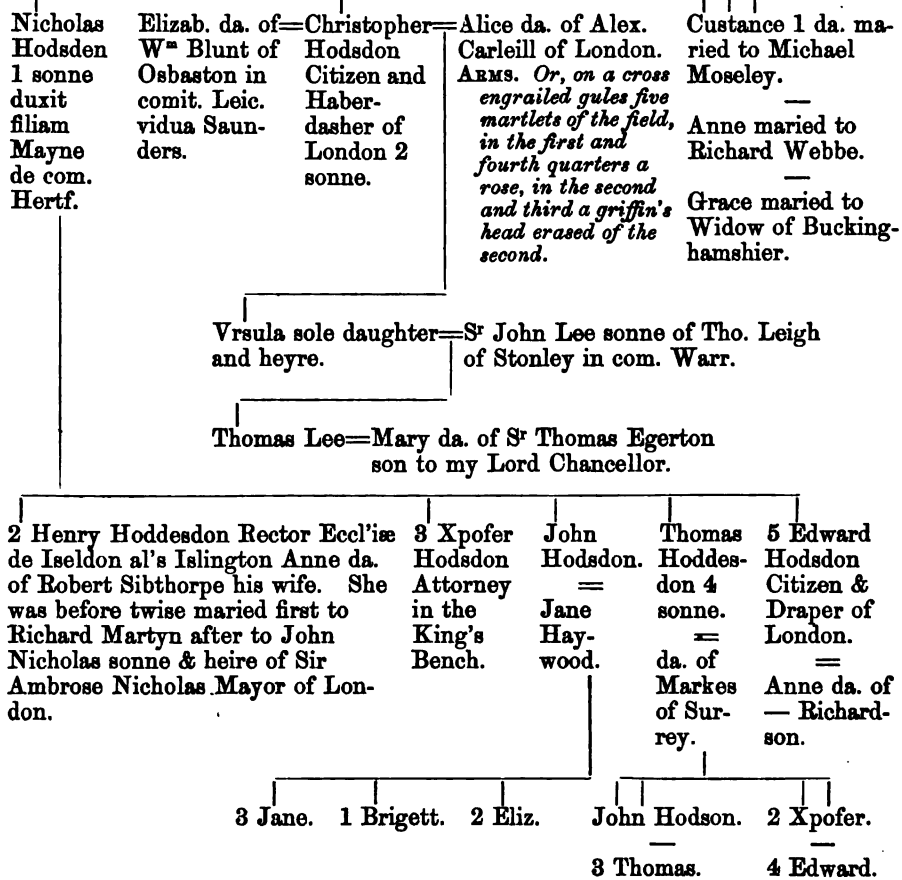 Nicholas
Hodsden
1 sonne
duxit
filiam
Mayne
de com.
Hertf.
Elizab. da. of=
Wm Blunt of
Osbaston in
comit. Leic.
vidua Saun-
ders.
Christopher=
Hodsdon
Citizen and
Haber-
dasher of
London 2
sonne.
Alice da. of Alex.
Carleill of London.
ARMS. Or, on a cross
engrailed gules five
martlets of the field,
in the first and
fourth quarters a
rose, in the second
and third a griffin's
head erased of the
second.
Custance 1 da. ma-
ried to Michael
Moseley.
—
Anne maried to
Richard Webbe.
—
Grace maried to
Widow of Bucking-
hamshier.
Vrsula sole daughter=
and heyre.
Sr John Lee sonne of Tho. Leigh
of Stonley in com. Warr.
Thomas Lee=Mary da. of Sr Thomas Egerton
son to my Lord Chancellor.
2 Henry Hoddesdon Rector Eccl'iæ
de Iseldon al's Islington Anne da.
of Robert Sibthorpe his wife. She
was before twise maried first to
Richard Martyn after to John
Nicholas sonne & heire of Sir
Ambrose Nicholas Mayor of Lon-
don.
3 Xpofer
Hodsdon
Attorney
in the
King's
Bench.
John
Hodsdon.
=
Jane
Hay-
wood.
Thomas
Hoddes-
don 4
sonne.
=
da. of
Markes
of Sur-
rey.
5 Edward
Hodsdon
Citizen &
Draper of
London.
=
Anne da. of
— Richard-
son.
3 Jane. 1 Brigett. 2 Eliz.
John Hodson. 2 Xpofer.
— —
3 Thomas. 4 Edward.